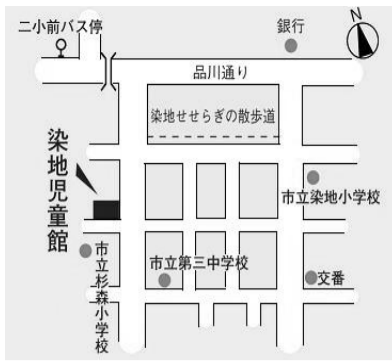 二小前バス停
銀行
N
品川通り
染地せせらぎの散歩道
染地児童館
市立染地小学校
市立杉森小学校
市立第三中学校
交番